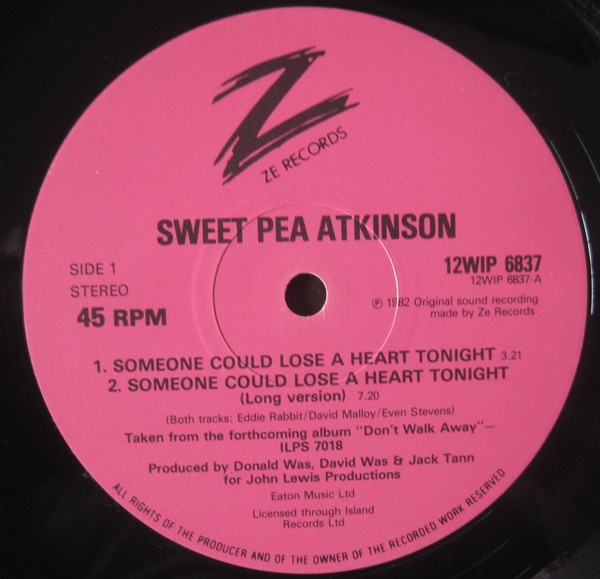 Z
ZE RECORDS
SWEET PEA ATKINSON
SIDE 1
STEREO
45 RPM
12WIP 6837
12WIP 6837-A
℗ 1982 Original sound recording
made by Ze Records
1. SOMEONE COULD LOSE A HEART TONIGHT 3.21
2. SOMEONE COULD LOSE A HEART TONIGHT
(Long version) 7.20
(Both tracks: Eddie Rabbit/David Malloy/Even Stevens)
Taken from the forthcoming album "Don't Walk Away"—
ILPS 7018
Produced by Donald Was, David Was & Jack Tann
for John Lewis Productions
Eaton Music Ltd
Licensed through Island
Records Ltd
ALL RIGHTS OF THE PRODUCER AND OF THE OWNER OF THE RECORDED WORK RESERVED